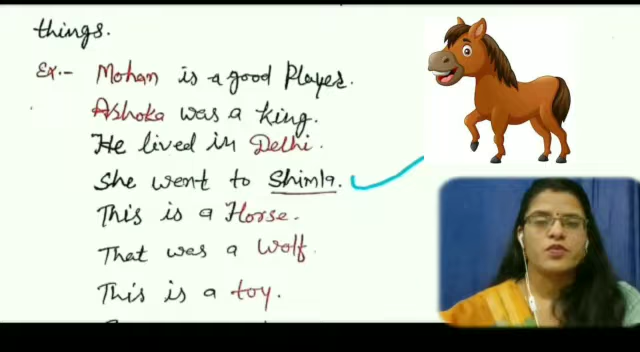 things.
Ex:- Mohan is a good Player.
Ashoka was a king.
He lived in Delhi.
She went to Shimla.
This is a Horse.
That was a wolf.
This is a toy.